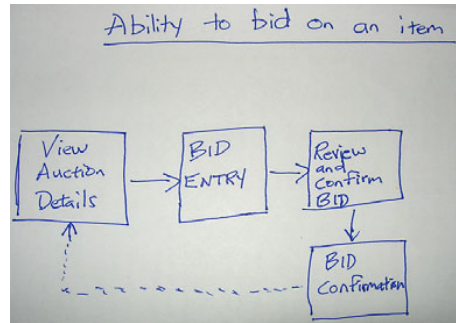 Ability to bid on an item
View
Auction
Details
BID
ENTRY
Review
and
Confirm
BID
BID
Confirmation